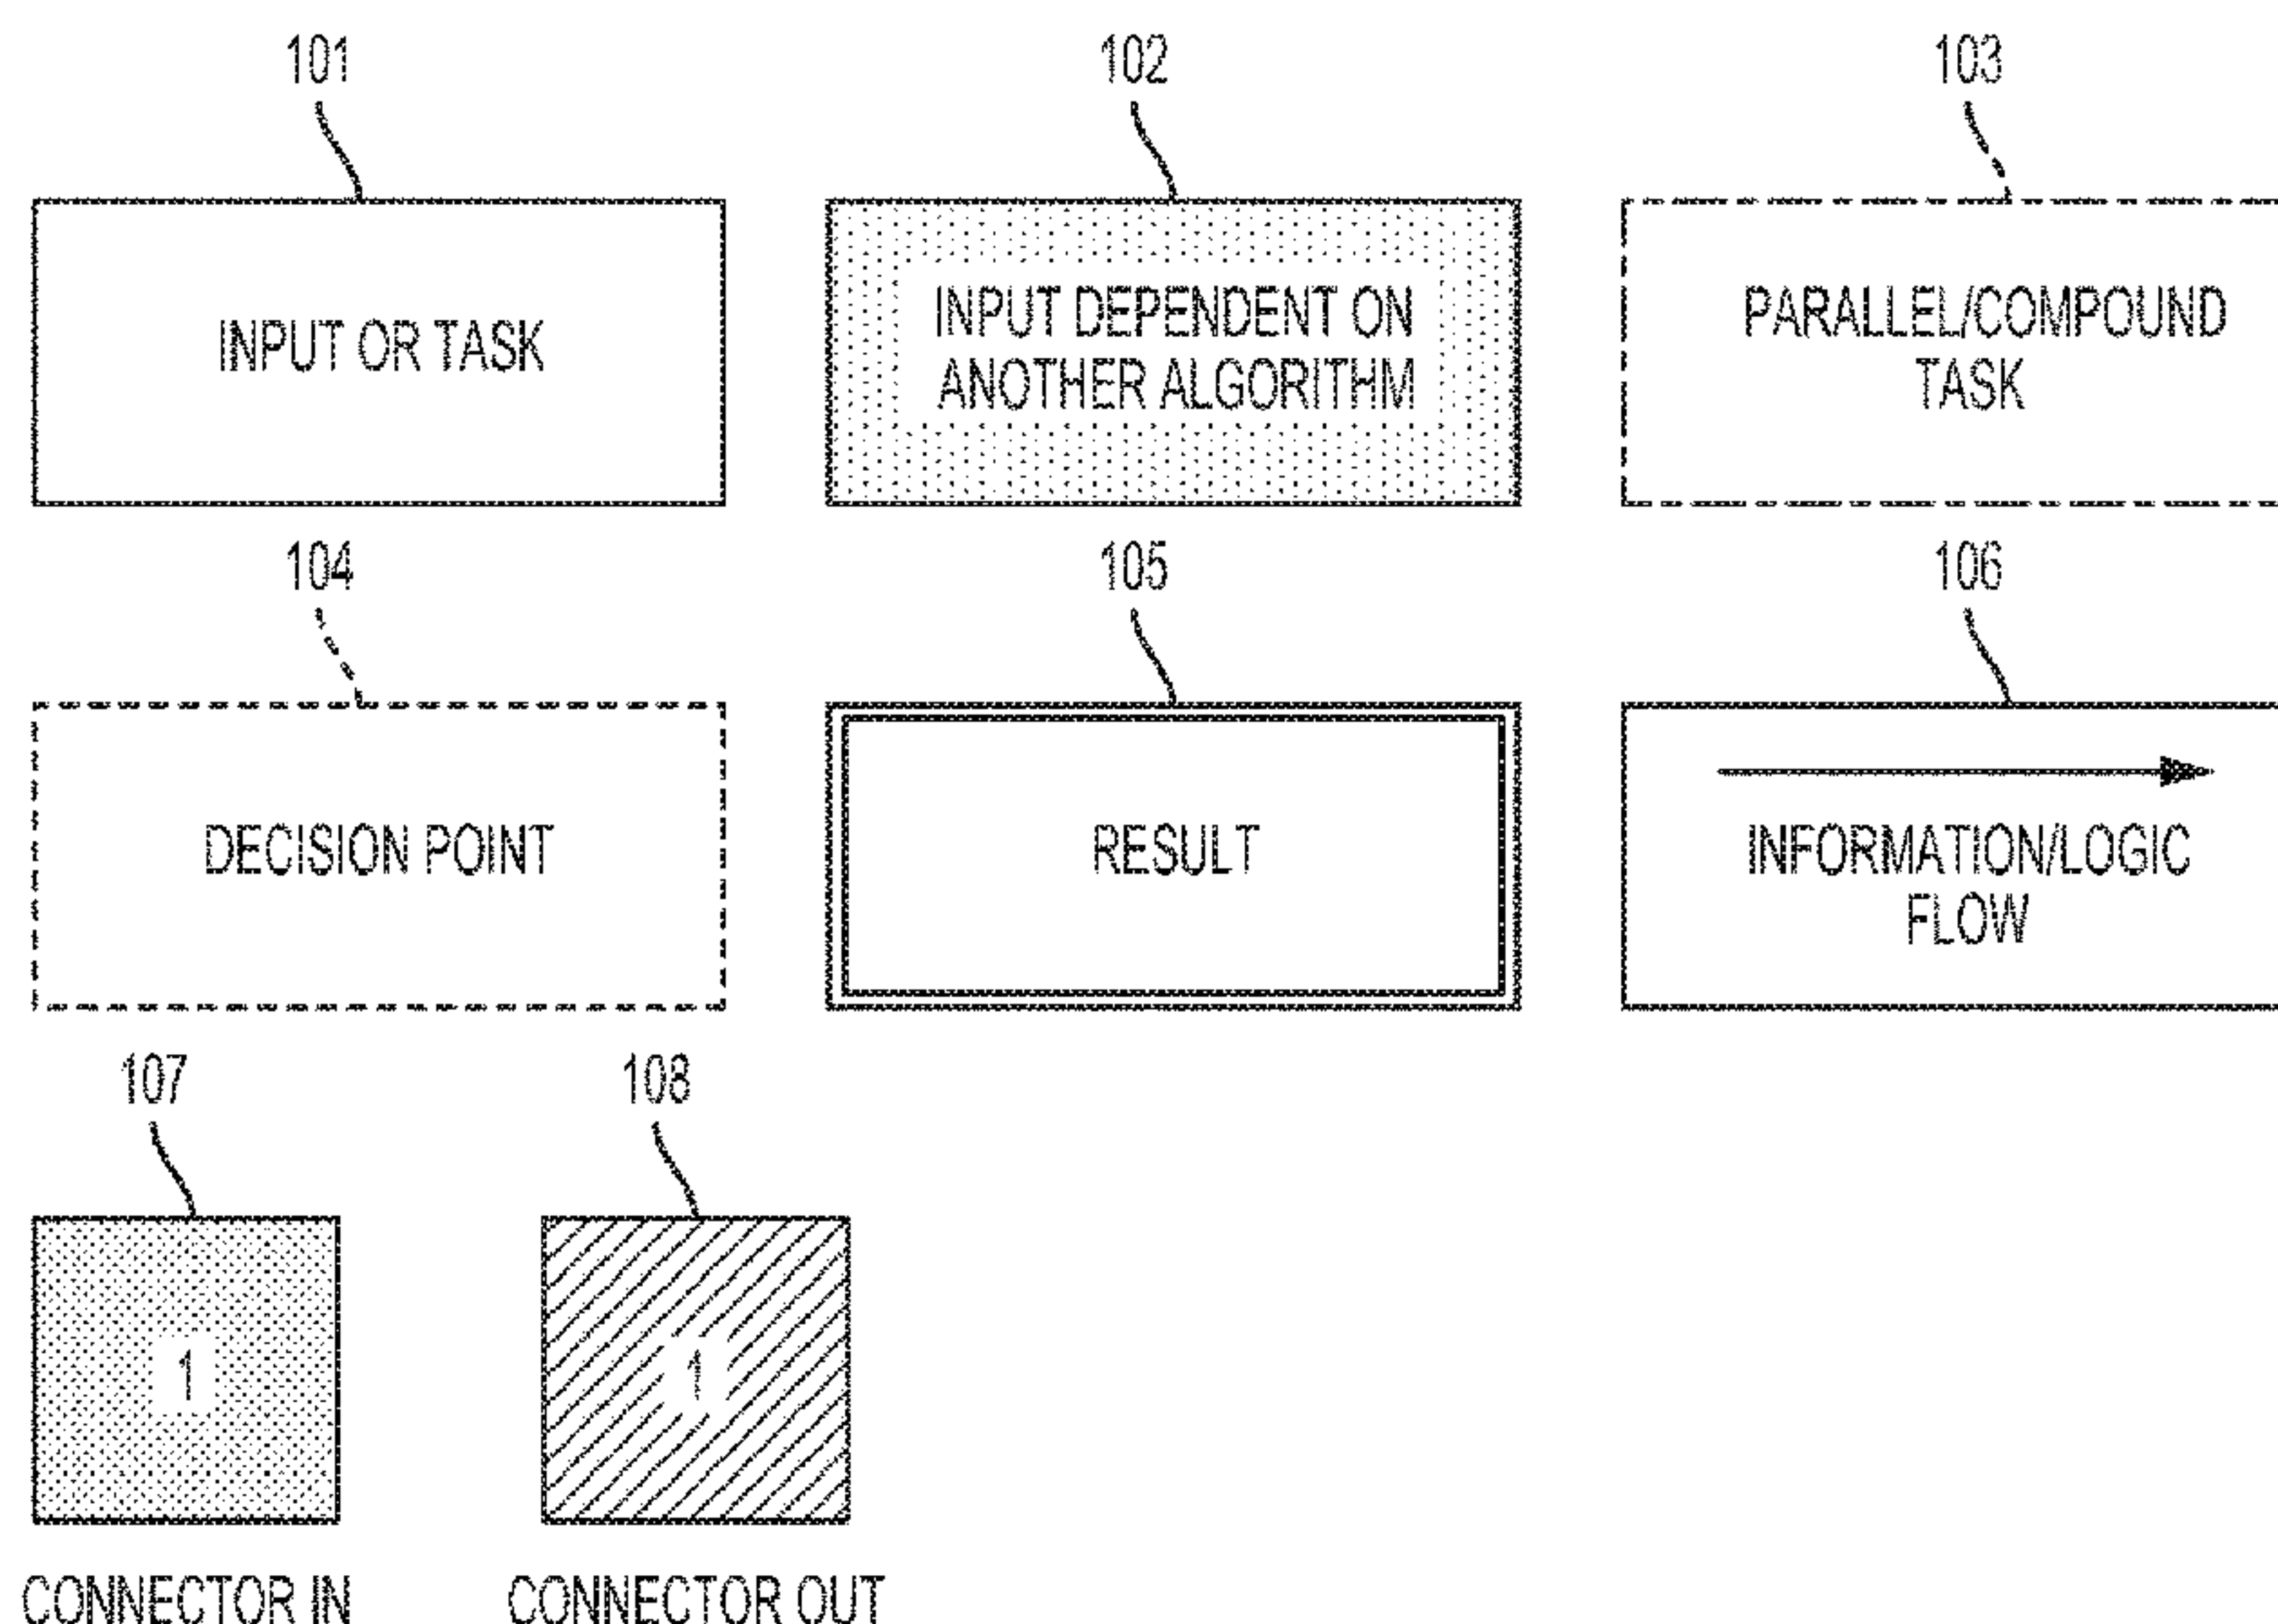 101
102
103
INPUT OR TASK
INPUT DEPENDENT ON
ANOTHER ALGORITHM
PARALLEL/COMPOUND
TASK
104
105
106
DECISION POINT
RESULT
INFORMATION/LOGIC
FLOW
107
108
1
1
CONNECTOR IN
CONNECTOR OUT